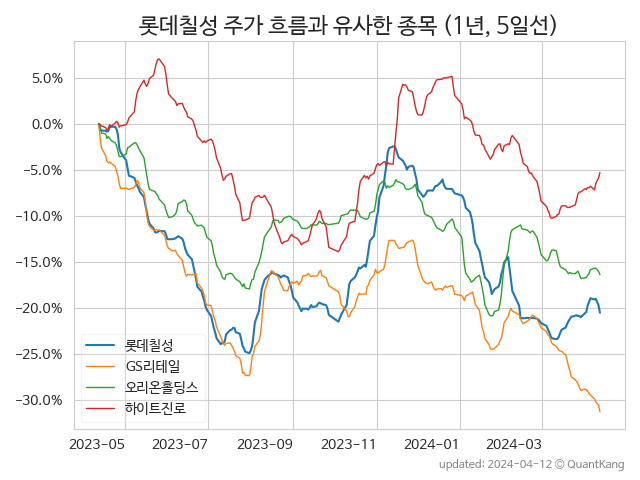 롯데칠성 주가 흐름과 유사한 종목 (1년, 5일선)
5.0%
0.0%
−5.0%
−10.0%
−15.0%
−20.0%
−25.0%
−30.0%
롯데칠성
GS리테일
오리온홀딩스
하이트진로
2023-05 2023-07 2023-09 2023-11 2024-01 2024-03
updated: 2024-04-12 © QuantKang